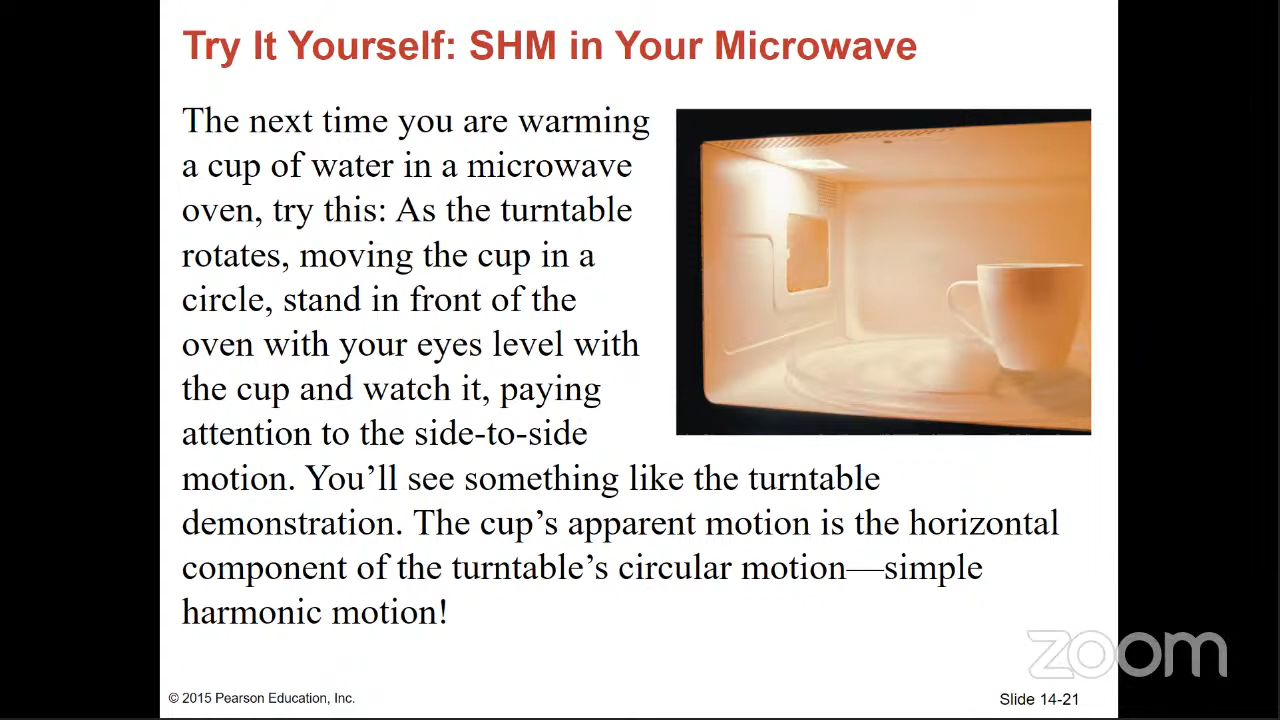 Try It Yourself: SHM in Your Microwave
The next time you are warming
a cup of water in a microwave
oven, try this: As the turntable
rotates, moving the cup in a
circle, stand in front of the
oven with your eyes level with
the cup and watch it, paying
attention to the side-to-side
motion. You’ll see something like the turntable
demonstration. The cup’s apparent motion is the horizontal
component of the turntable’s circular motion—simple
harmonic motion!
zoom
© 2015 Pearson Education, Inc.
Slide 14-21